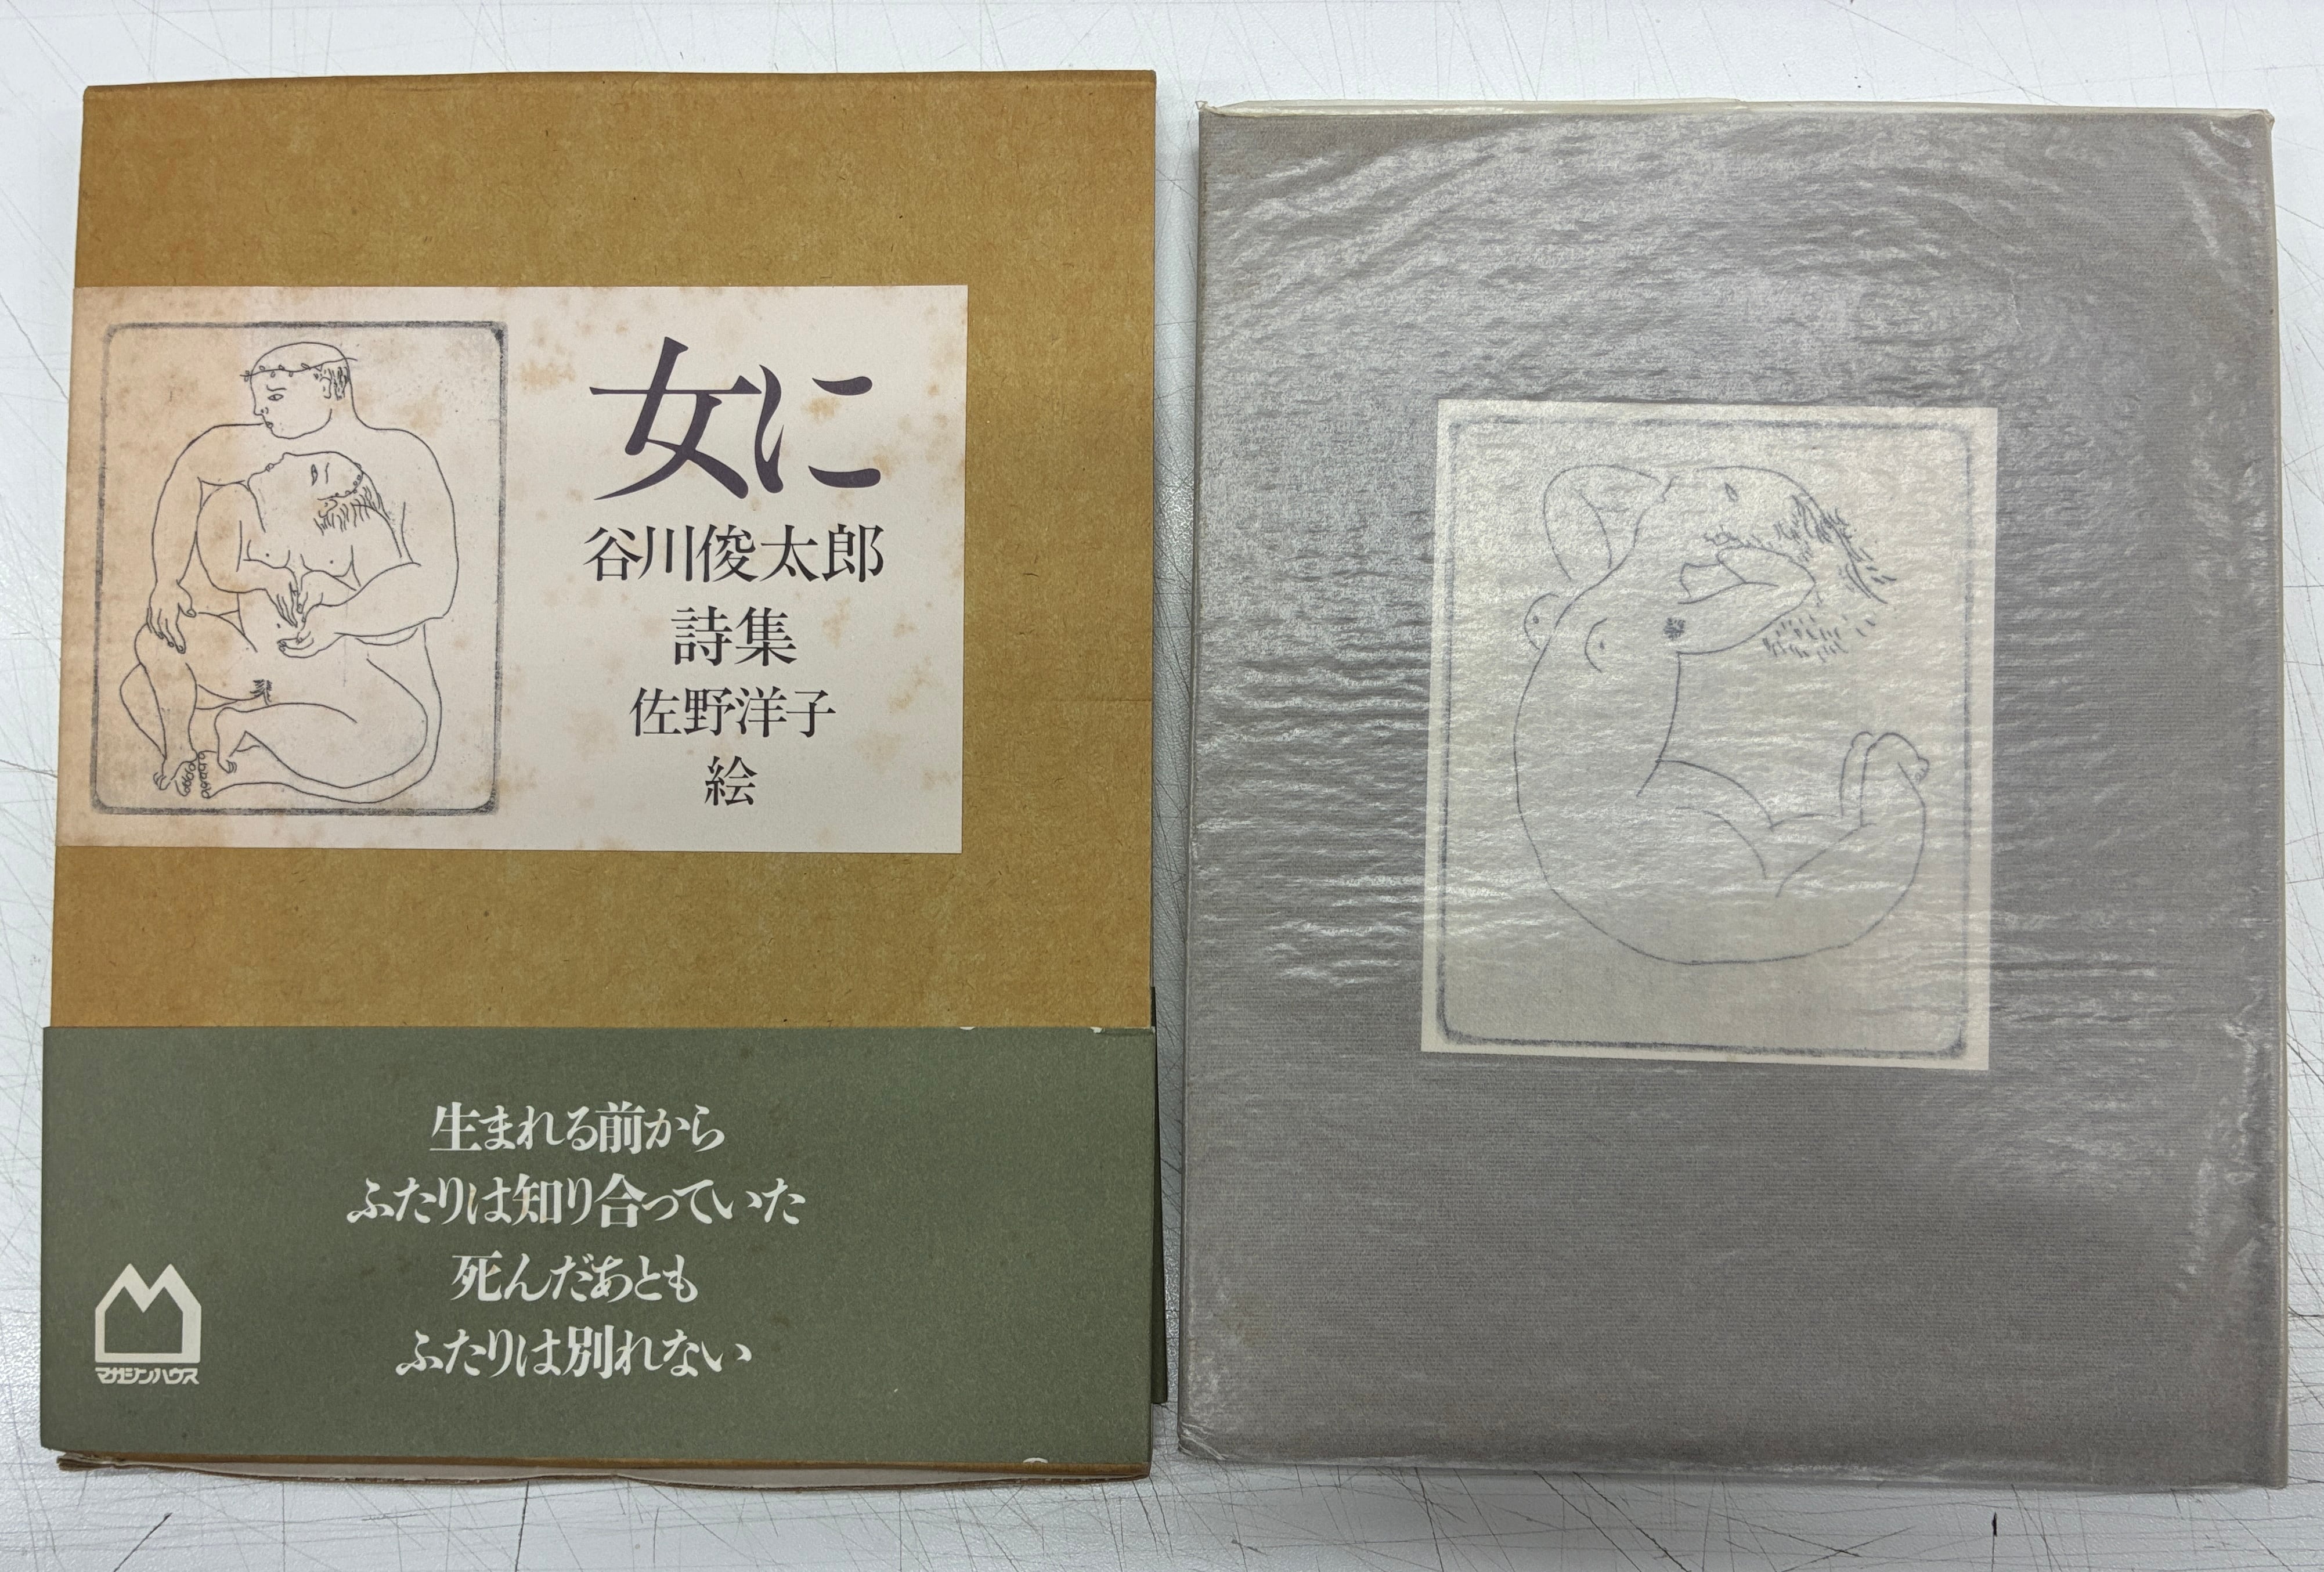 女に
谷川俊太郎
詩集
佐野洋子
絵
生まれる前から
ふたりは知り合っていた
死んだあとも
ふたりは別れない
マガジンハウス